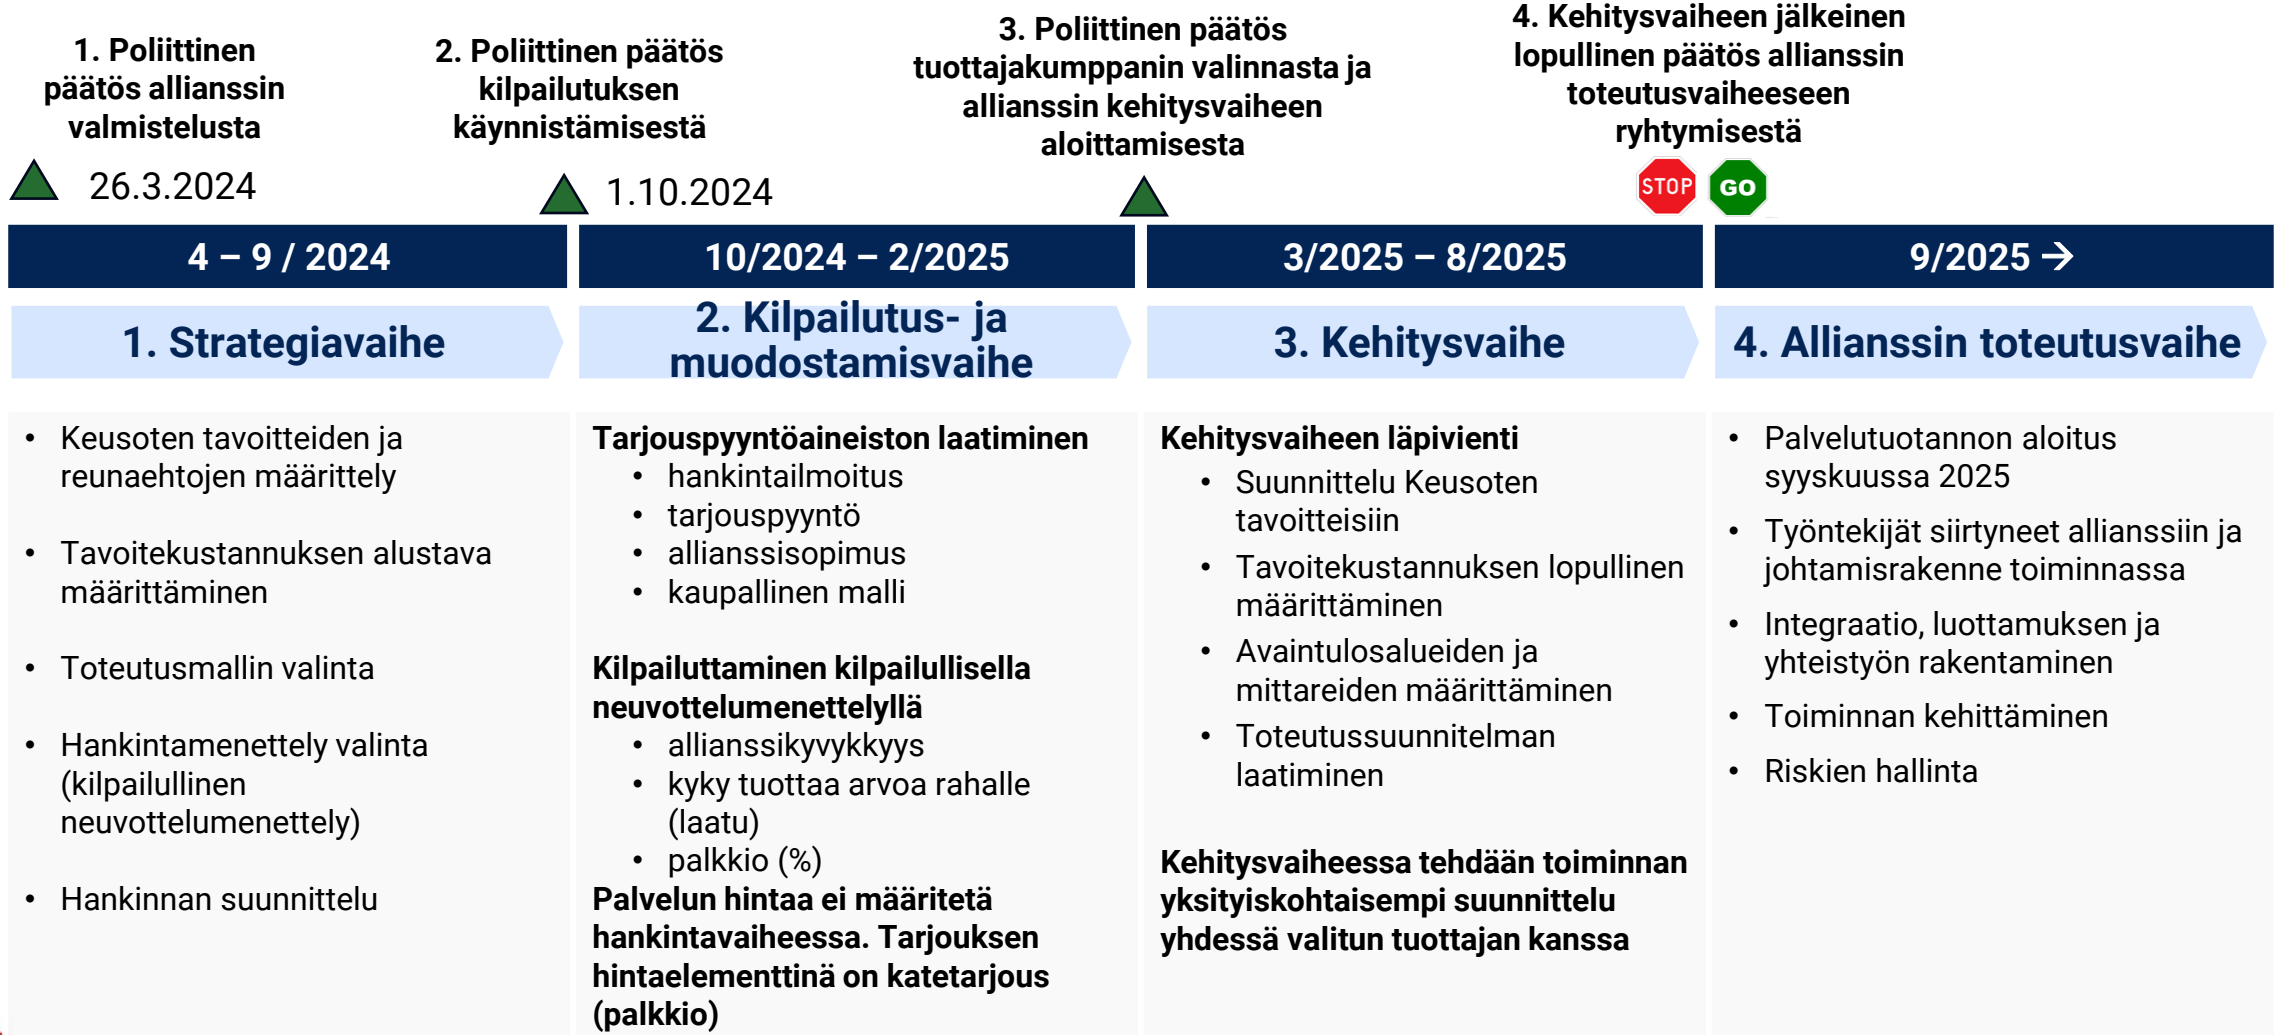 1. Poliittinen
päätös allianssin
valmistelusta
26.3.2024
2. Poliittinen päätös
kilpailutuksen
käynnistämisestä
1.10.2024
3. Poliittinen päätös
tuottajakumppanin valinnasta ja
allianssin kehitysvaiheen
aloittamisesta
4. Kehitysvaiheen jälkeinen
lopullinen päätös allianssin
toteutusvaiheeseen
ryhtymisestä
STOP
GO
4 – 9 / 2024
10/2024 – 2/2025
3/2025 – 8/2025
9/2025 →
1. Strategiavaihe
2. Kilpailutus- ja
muodostamisvaihe
3. Kehitysvaihe
4. Allianssin toteutusvaihe
• Keusoten tavoitteiden ja
reunaehtojen määrittely
• Tavoitekustannuksen alustava
määrittäminen
• Toteutusmallin valinta
• Hankintamenettely valinta
(kilpailullinen
neuvottelumenettely)
• Hankinnan suunnittelu
Tarjouspyyntöaineiston laatiminen
• hankintailmoitus
• tarjouspyyntö
• allianssisopimus
• kaupallinen malli
Kilpailuttaminen kilpailullisella
neuvottelumenettelyllä
• allianssikyvykkyys
• kyky tuottaa arvoa rahalle
(laatu)
• palkkio (%)
Palvelun hintaa ei määritetä
hankintavaiheessa. Tarjouksen
hintaelementtinä on katetarjous
(palkkio)
Kehitysvaiheen läpivienti
• Suunnittelu Keusoten
tavoitteisiin
• Tavoitekustannuksen lopullinen
määrittäminen
• Avaintulosalueiden ja
mittareiden määrittäminen
• Toteutussuunnitelman
laatiminen
Kehitysvaiheessa tehdään toiminnan
yksityiskohtaisempi suunnittelu
yhdessä valitun tuottajan kanssa
• Palvelutuotannon aloitus
syyskuussa 2025
• Työntekijät siirtyneet allianssiin ja
johtamisrakenne toiminnassa
• Integraatio, luottamuksen ja
yhteistyön rakentaminen
• Toiminnan kehittäminen
• Riskien hallinta